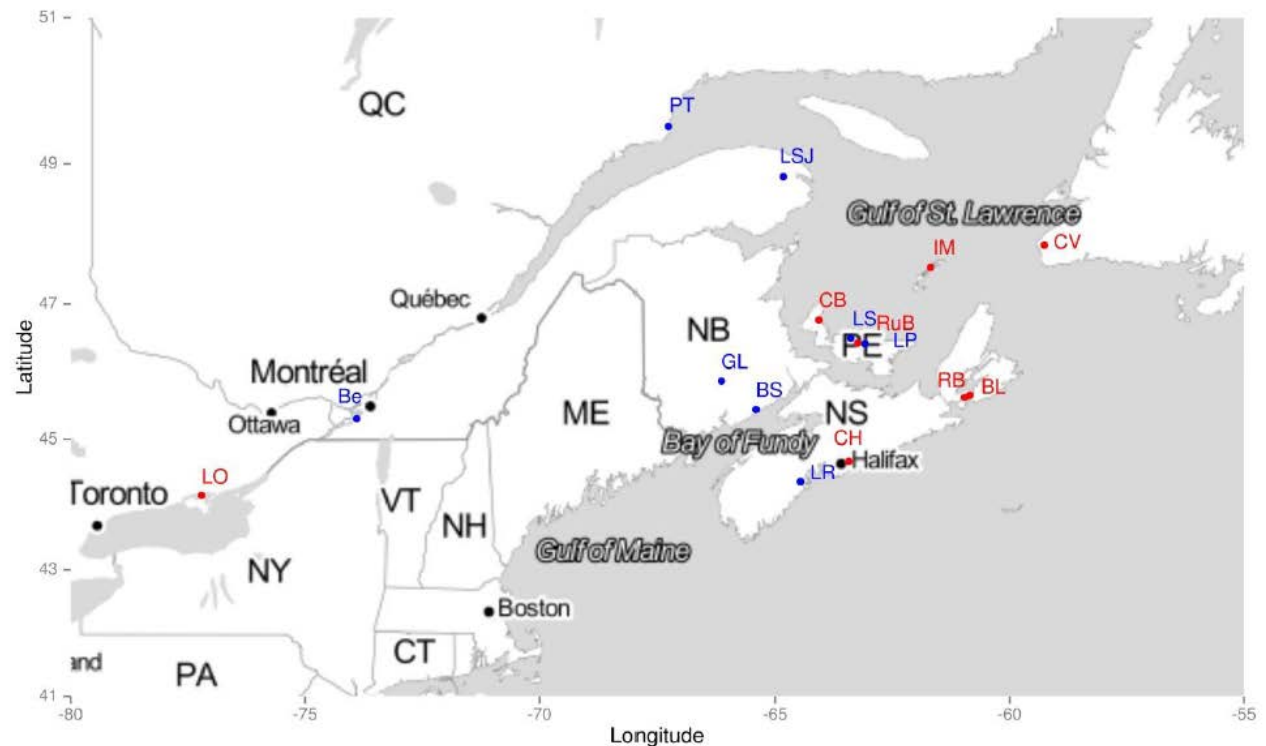 51
PT
QC
LSJ
49
Gulf of St. Lawrence
CV
IM
47
Québec
CB
LS
RuB
NB
PE
LP
GL
Montréal
RB
BL
Be
BS
ME
NS
Ottawa
45
Bay of Fundy
CH
Halifax
LO
LR
Toronto
VT
NH
Gulf of Maine
43
NY
Boston
CT
and
PA
41
-80
-75
-70
-65
-60
-55
Longitude
Latitude